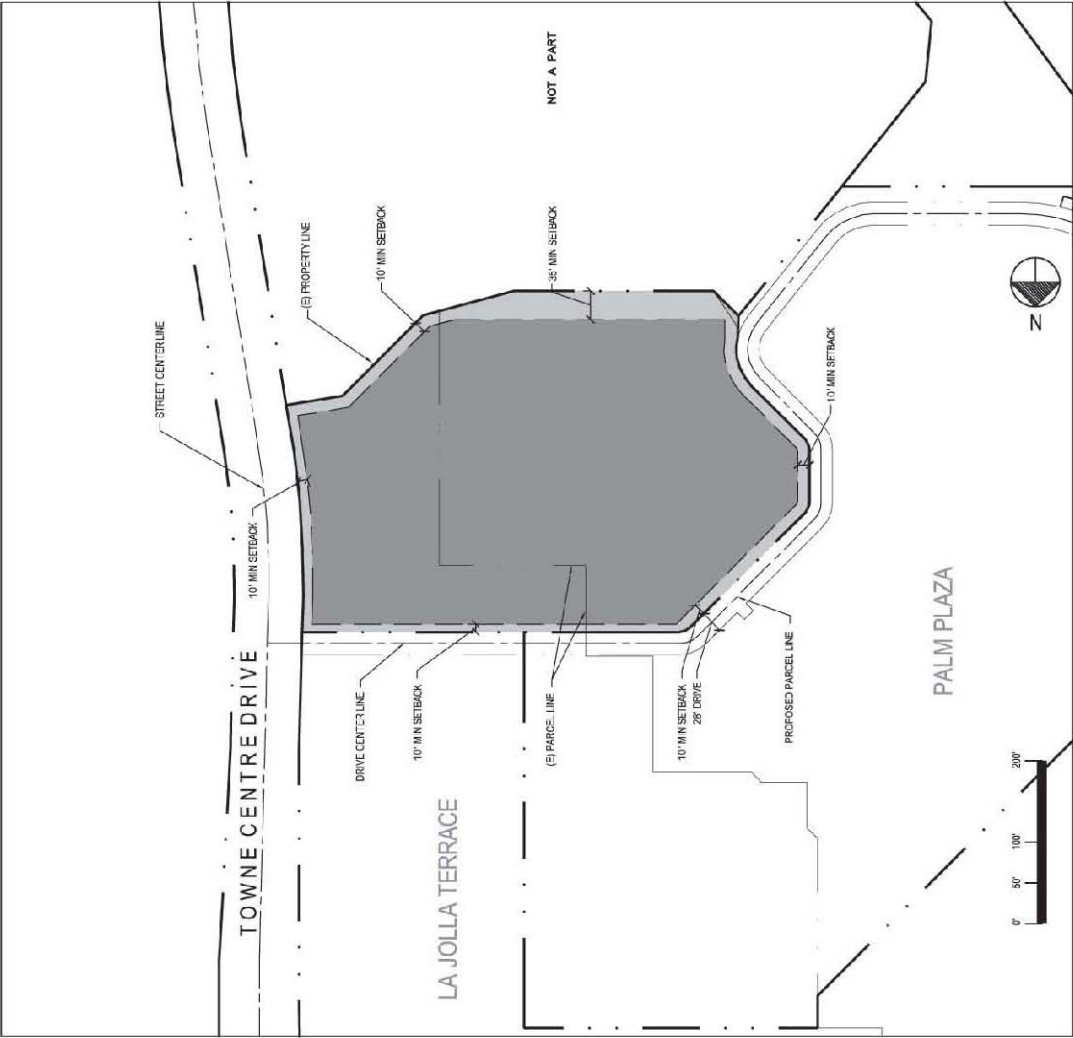 TOWNE CENTRE DRIVE
STREET CENTERLINE
10' MIN SETBACK
(E) PROPERTY LINE
10' MIN SETBACK
35' MIN SETBACK
NOT A PART
DRIVE CENTER LINE
10' MIN SETBACK
(E) PARCEL LINE
10' MIN SETBACK
28' DRIVE
PROPOSED PARCEL LINE
10' MIN SETBACK
LA JOLLA TERRACE
PALM PLAZA
N
0'
50'
100'
200'